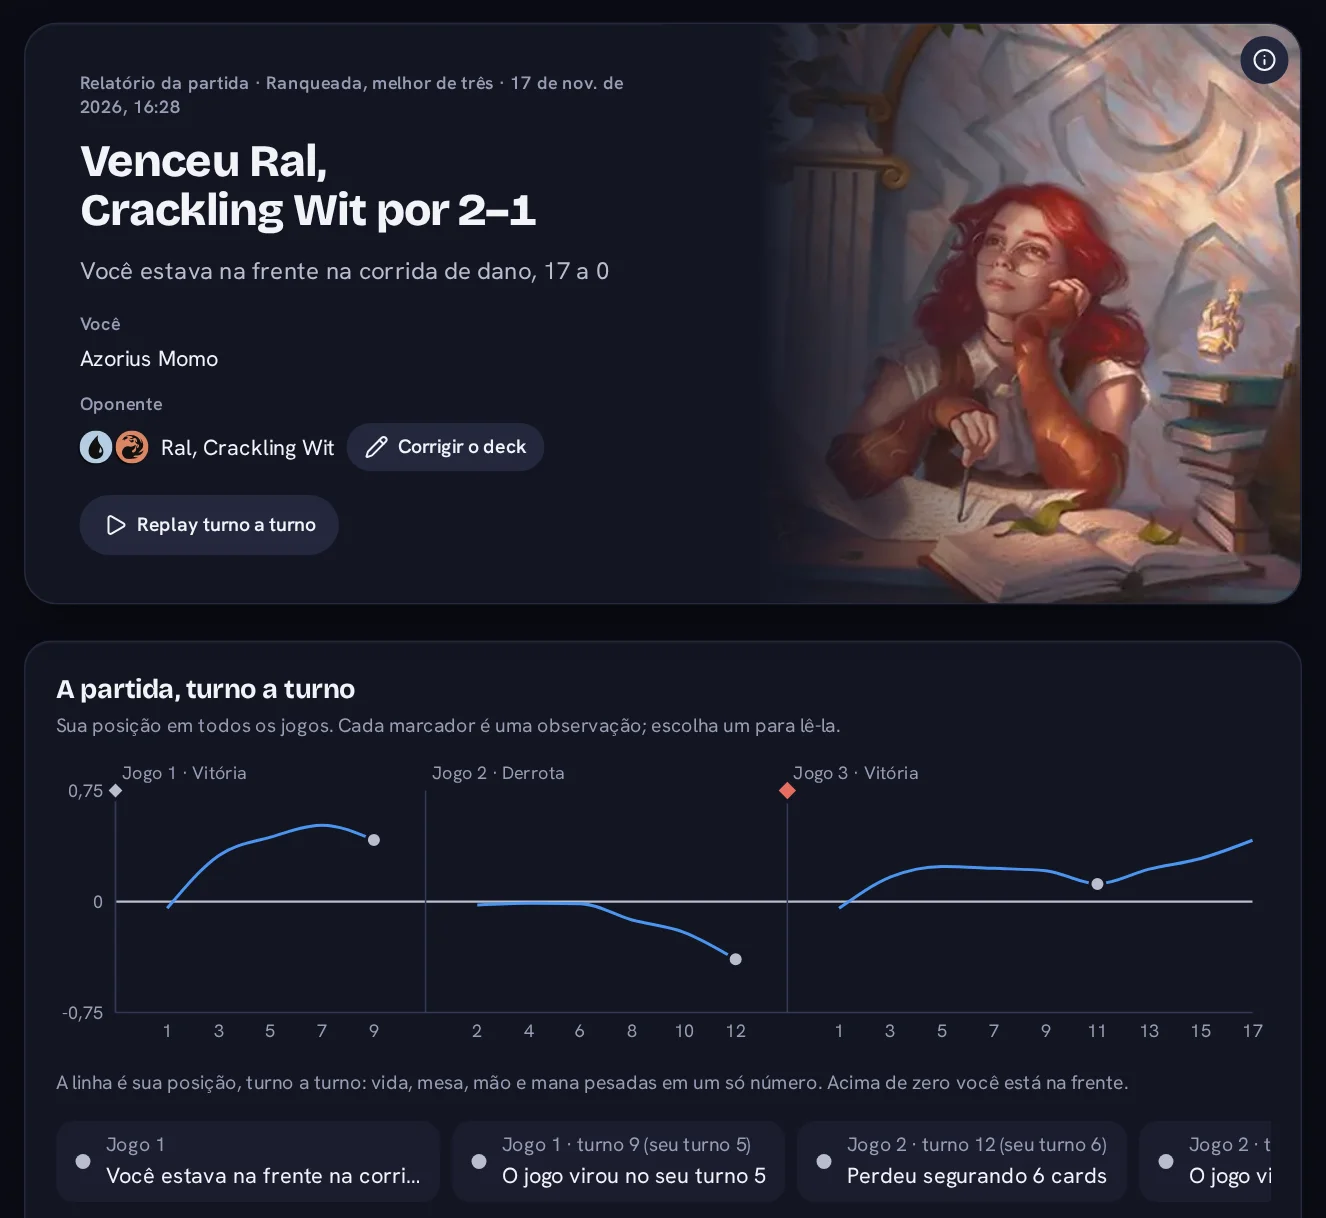 Relatório da partida · Ranqueada, melhor de três · 17 de nov. de
2026, 16:28
Venceu Ral,
Crackling Wit por 2–1
Você estava na frente na corrida de dano, 17 a 0
Você
Azorius Momo
Oponente
Ral, Crackling Wit
Corrigir o deck
Replay turno a turno
A partida, turno a turno
Sua posição em todos os jogos. Cada marcador é uma observação; escolha um para lê-la.
Jogo 1 · Vitória
Jogo 2 · Derrota
Jogo 3 · Vitória
0,75
0
-0,75
1 3 5 7 9 2 4 6 8 10 12 1 3 5 7 9 11 13 15 17
A linha é sua posição, turno a turno: vida, mesa, mão e mana pesadas em um só número. Acima de zero você está na frente.
Jogo 1
Você estava na frente na corri...
Jogo 1 · turno 9 (seu turno 5)
O jogo virou no seu turno 5
Jogo 2 · turno 12 (seu turno 6)
Perdeu segurando 6 cards
Jogo 2 · t
O jogo vi